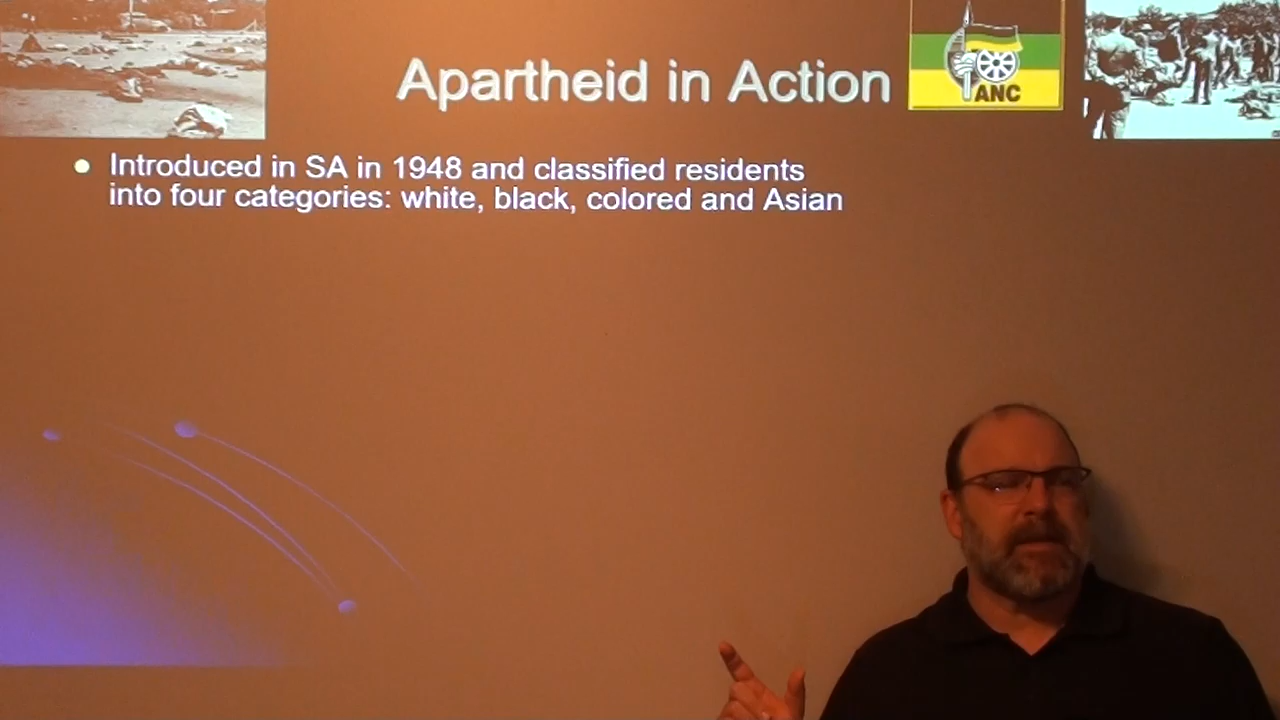 Apartheid in Action
ANC
Introduced in SA in 1948 and classified residents
into four categories: white, black, colored and Asian